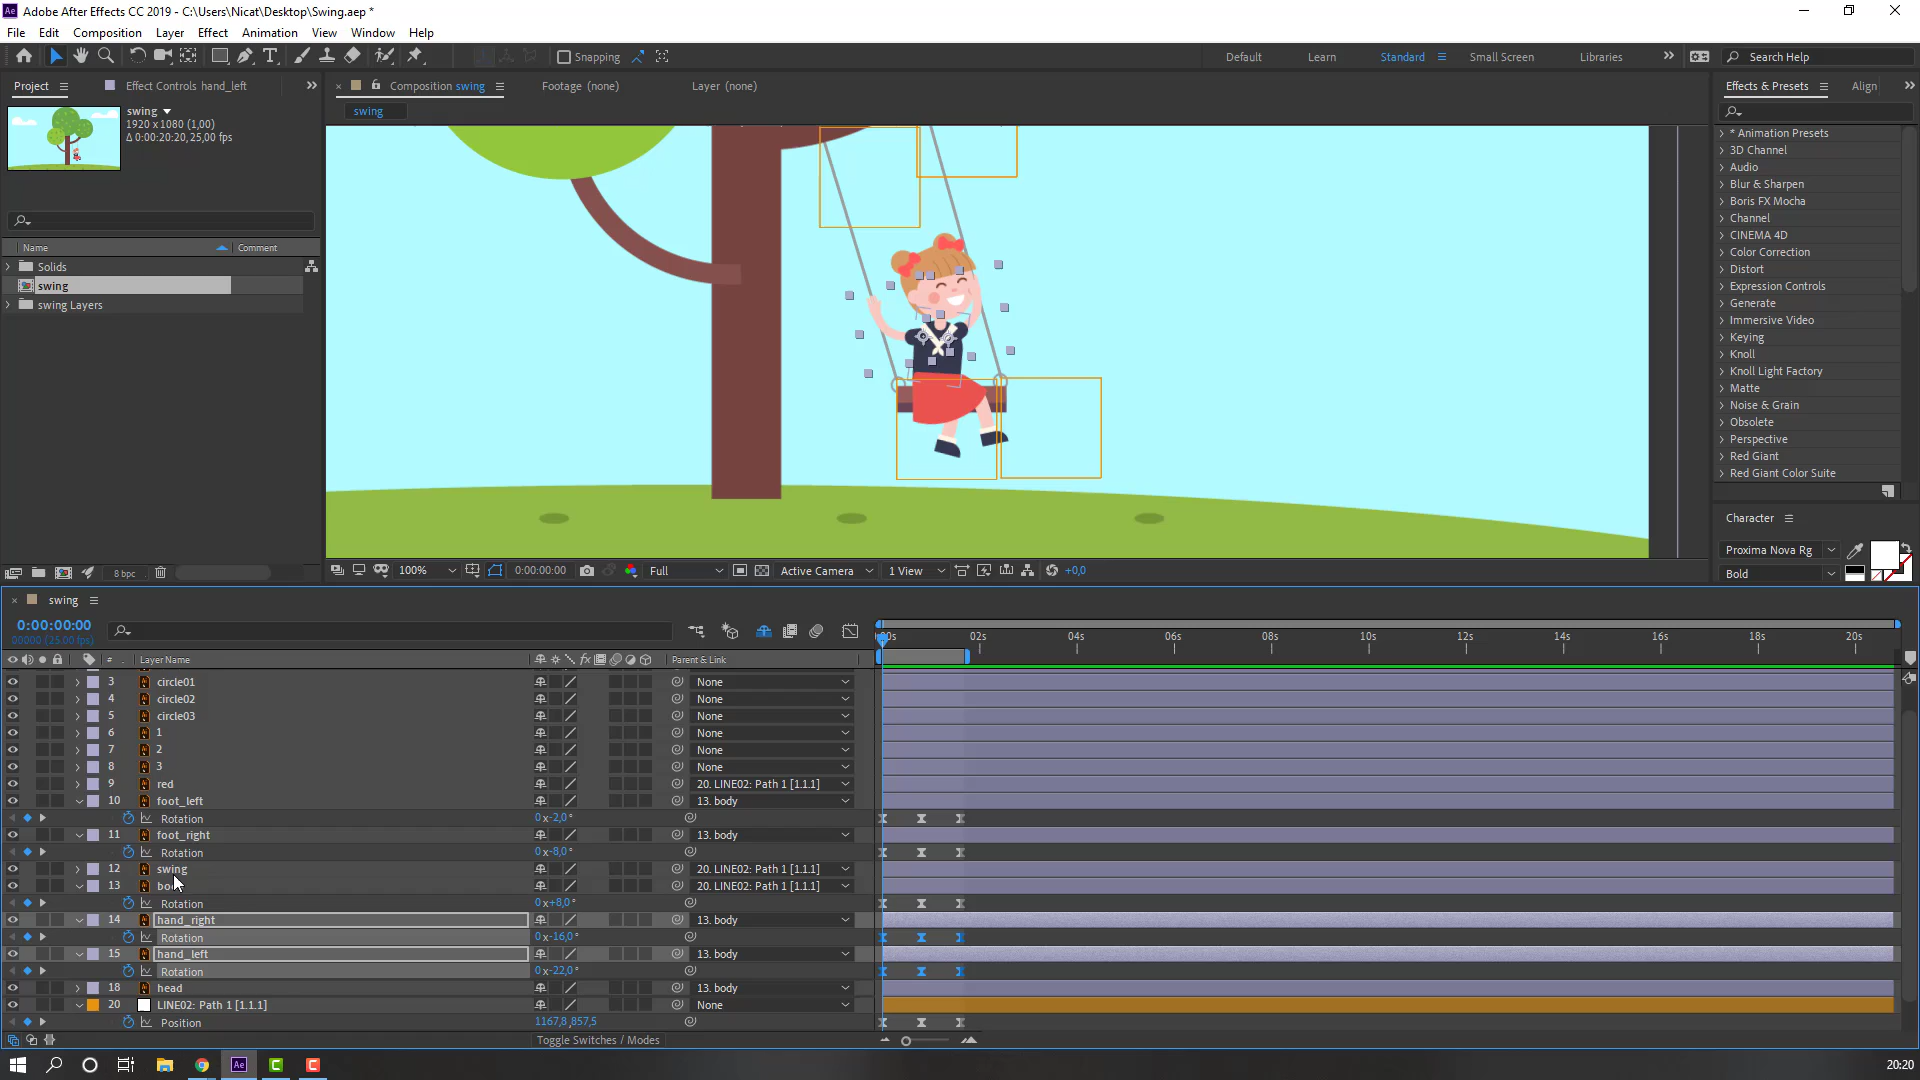 Adobe After Effects CC 2019 - C:\Users\Nicat\Desktop\Swing.aep *
File Edit Composition Layer Effect Animation View Window Help
Snapping
Default Learn Standard Small Screen Libraries Search Help
Project Effect Controls hand_left
Composition swing Footage (none) Layer (none)
Effects & Presets Align
swing
1920 x 1080 (1,00)
Δ 0:00:20:20, 25,00 fps
swing
Name Comment
Solids
swing
swing Layers
* Animation Presets
3D Channel
Audio
Blur & Sharpen
Boris FX Mocha
Channel
CINEMA 4D
Color Correction
Distort
Expression Controls
Generate
Immersive Video
Keying
Knoll
Knoll Light Factory
Matte
Noise & Grain
Obsolete
Perspective
Red Giant
Red Giant Color Suite
Character
Proxima Nova Rg
Bold
8 bpc
100% 0:00:00:00 Full Active Camera 1 View +0,0
swing
0:00:00:00
00000 (25.00 fps)
:00s 02s 04s 06s 08s 10s 12s 14s 16s 18s 20s
# Layer Name Parent & Link
3 circle01 None
4 circle02 None
5 circle03 None
6 1 None
7 2 None
8 3 None
9 red 20. LINE02: Path 1 [1.1.1]
10 foot_left 13. body
Rotation 0x-2,0°
11 foot_right 13. body
Rotation 0x-8,0°
12 swing 20. LINE02: Path 1 [1.1.1]
13 20. LINE02: Path 1 [1.1.1]
Rotation 0x+8,0°
14 hand_right 13. body
Rotation 0x-16,0°
15 hand_left 13. body
Rotation 0x-22,0°
18 head 13. body
20 LINE02: Path 1 [1.1.1] None
Position 1167,8,857,5
Toggle Switches / Modes
20:20